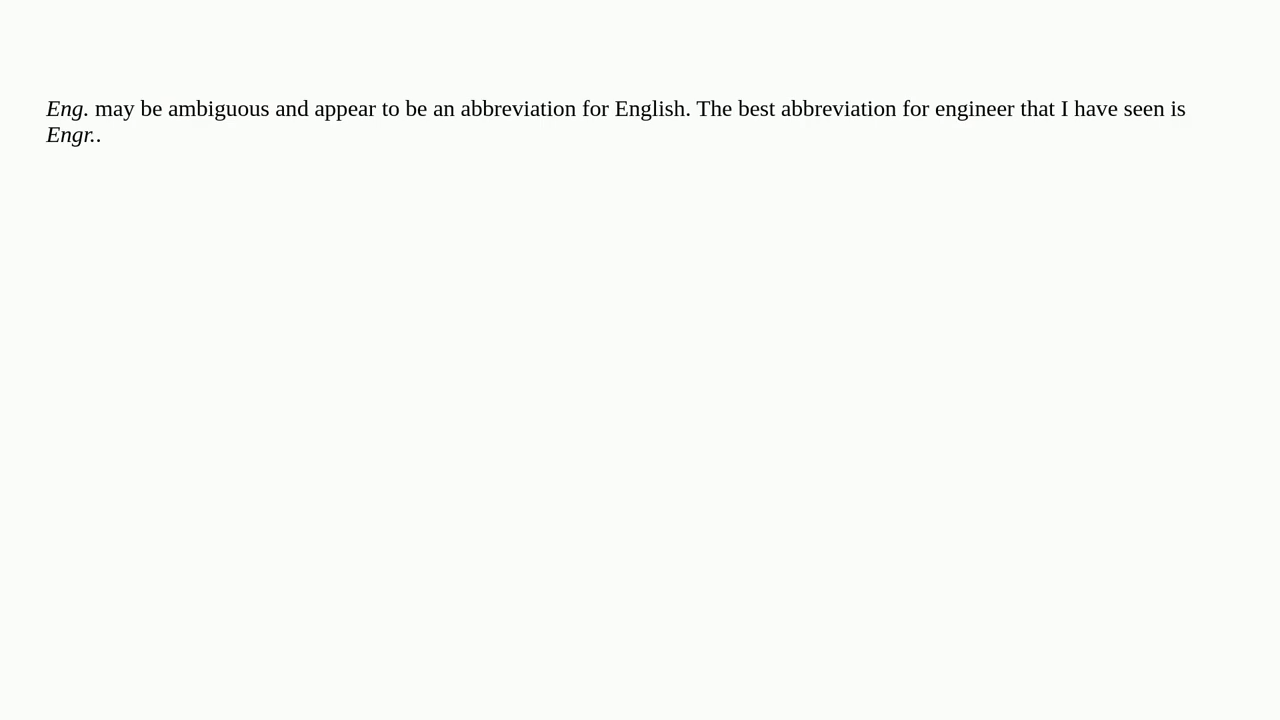 Eng. may be ambiguous and appear to be an abbreviation for English. The best abbreviation for engineer that I have seen is
Engr..